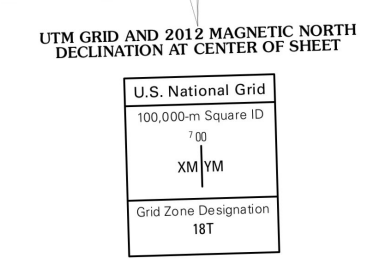 UTM GRID AND 2012 MAGNETIC NORTH
DECLINATION AT CENTER OF SHEET
U.S. National Grid
100,000-m Square ID
7 00
XM YM
Grid Zone Designation
18T